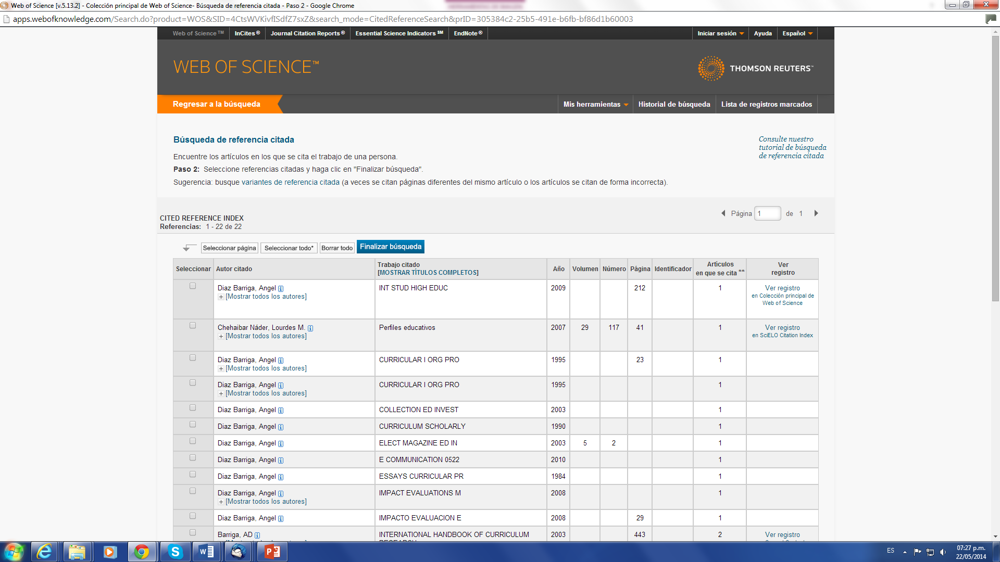 Web of Science [v.5.13.2] - Colección principal de Web of Science- Búsqueda de referencia citada - Paso 2 - Google Chrome
apps.webofknowledge.com/Search.do?product=WOS&SID=4CtsWVKivfISdfZ7sxZ&search_mode=CitedReferenceSearch&prID=305384c2-25b5-491e-b6fb-bf86d1b60003
Web of Science™ InCites® Journal Citation Reports® Essential Science Indicators ℠ EndNote® Iniciar sesión Ayuda Español
WEB OF SCIENCE™ THOMSON REUTERS™
Regresar a la búsqueda Mis herramientas Historial de búsqueda Lista de registros marcados
Búsqueda de referencia citada
Consulte nuestro
tutorial de búsqueda
de referencia citada
Encuentre los artículos en los que se cita el trabajo de una persona.
Paso 2: Seleccione referencias citadas y haga clic en "Finalizar búsqueda".
Sugerencia: busque variantes de referencia citada (a veces se citan páginas diferentes del mismo artículo o los artículos se citan de forma incorrecta).
Página 1 de 1
CITED REFERENCE INDEX
Referencias: 1 - 22 de 22
Seleccionar página Seleccionar todo* Borrar todo Finalizar búsqueda
Seleccionar Autor citado Trabajo citado [MOSTRAR TÍTULOS COMPLETOS] Año Volumen Número Página Identificador Artículos en que se cita ** Ver registro
Diaz Barriga, Angel INT STUD HIGH EDUC 2009 212 1 Ver registro
[Mostrar todos los autores] en Colección principal de
Web of Science
Chehaibar Náder, Lourdes M. Perfiles educativos 2007 29 117 41 1 Ver registro
[Mostrar todos los autores] en SciELO Citation Index
Diaz Barriga, Angel CURRICULAR I ORG PRO 1995 23 1
[Mostrar todos los autores]
Diaz Barriga, Angel CURRICULAR I ORG PRO 1995 1
[Mostrar todos los autores]
Diaz Barriga, Angel COLLECTION ED INVEST 2003 1
Diaz Barriga, Angel CURRICULUM SCHOLARLY 1990 1
Diaz Barriga, Angel ELECT MAGAZINE ED IN 2003 5 2 1
Diaz Barriga, Angel E COMMUNICATION 0522 2010 1
Diaz Barriga, Angel ESSAYS CURRICULAR PR 1984 1
Diaz Barriga, Angel IMPACT EVALUATIONS M 2008 1
[Mostrar todos los autores]
Diaz Barriga, Angel IMPACTO EVALUACION E 2008 29 1
Barriga, AD INTERNATIONAL HANDBOOK OF CURRICULUM 2003 443 2 Ver registro
ES 07:27 p.m.
22/05/2014